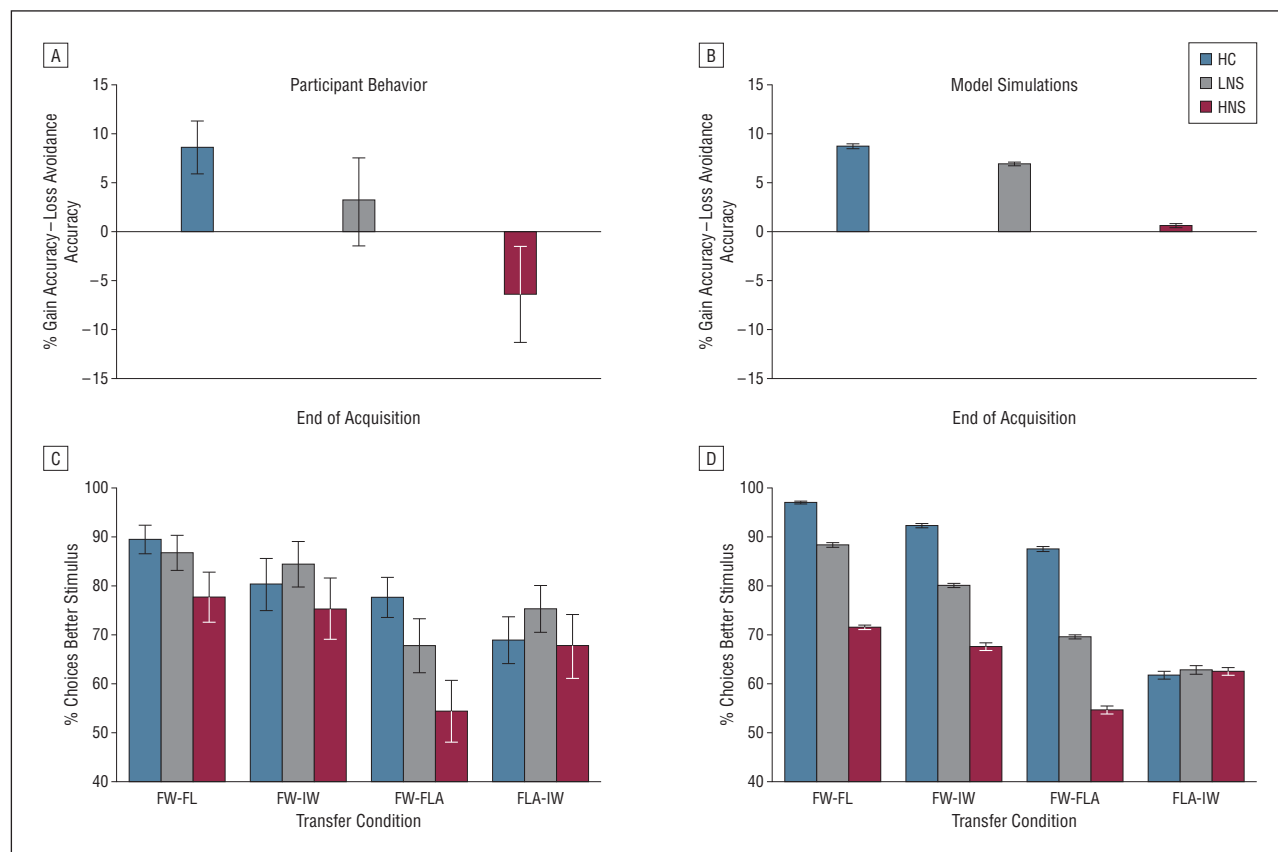 A
Participant Behavior
% Gain Accuracy – Loss Avoidance
Accuracy
15
10
5
0
−5
−10
−15
End of Acquisition
B
Model Simulations
HC
LNS
HNS
% Gain Accuracy – Loss Avoidance
Accuracy
15
10
5
0
−5
−10
−15
End of Acquisition
C
% Choices Better Stimulus
100
90
80
70
60
50
40
FW-FL FW-IW FW-FLA FLA-IW
Transfer Condition
D
% Choices Better Stimulus
100
90
80
70
60
50
40
FW-FL FW-IW FW-FLA FLA-IW
Transfer Condition